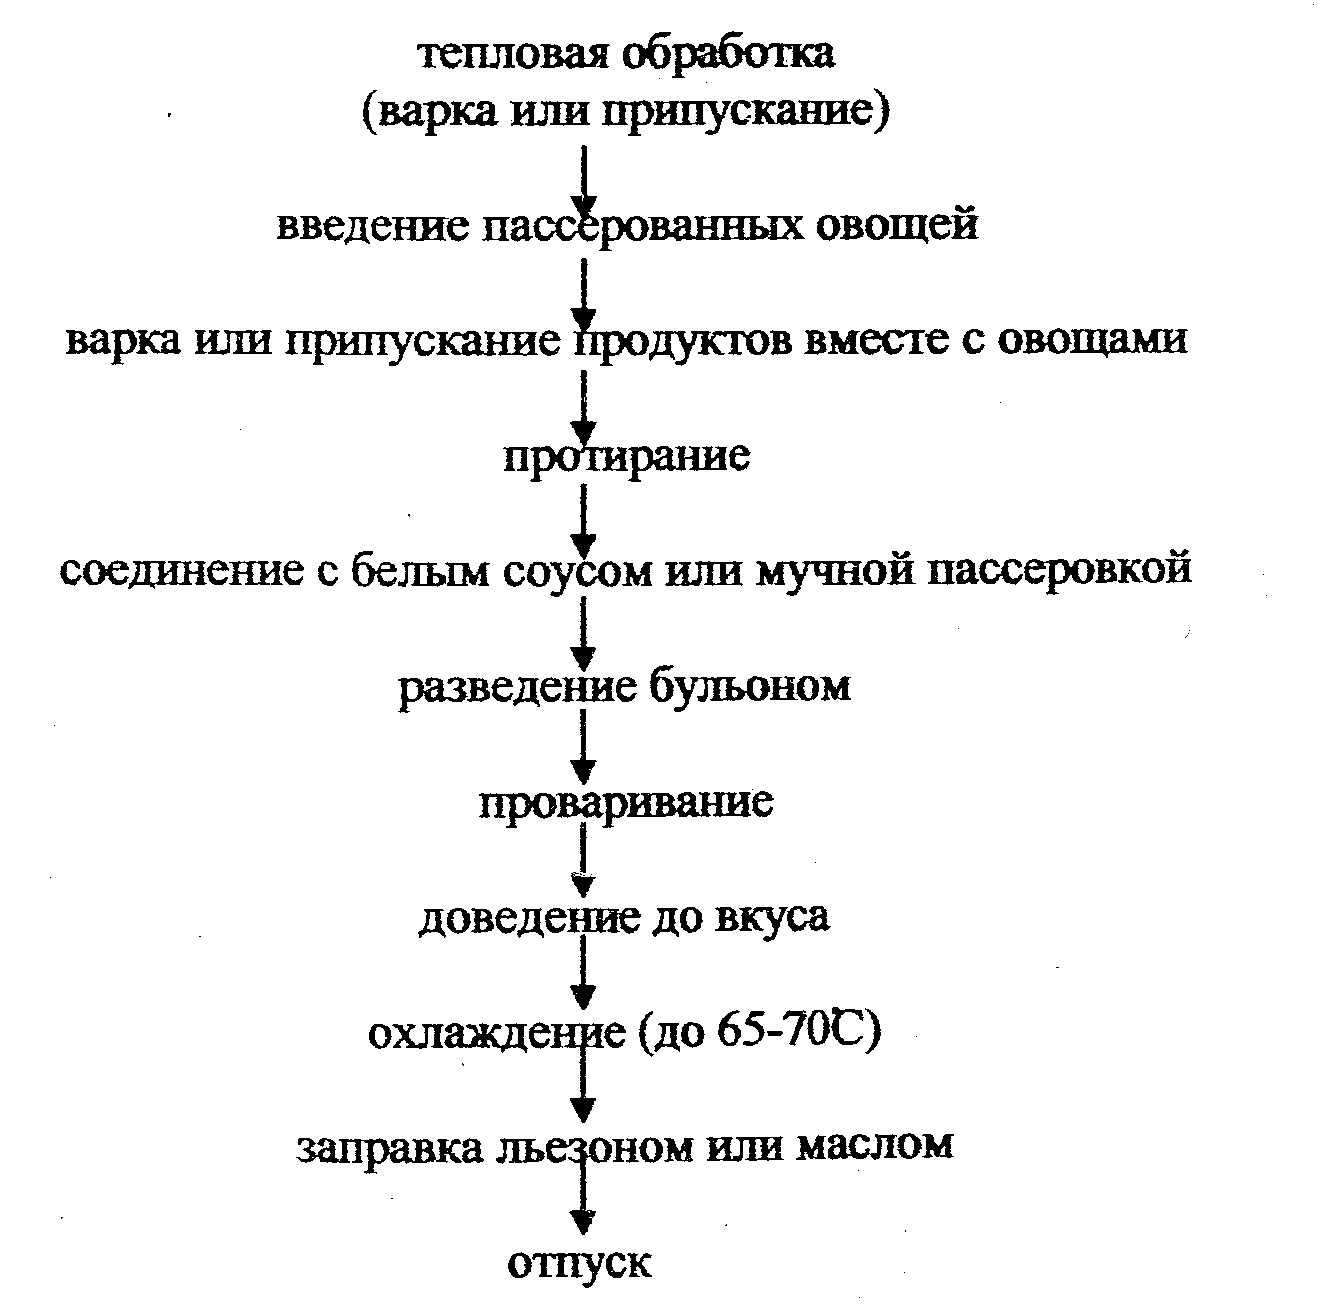 тепловая обработка
(варка или припускание)
введение пассерованных овощей
варка или припускание продуктов вместе с овощами
протирание
соединение с белым соусом или мучной пассеровкой
разведение бульоном
проваривание
доведение до вкуса
охлаждение (до 65-70℃)
заправка льезоном или маслом
отпуск